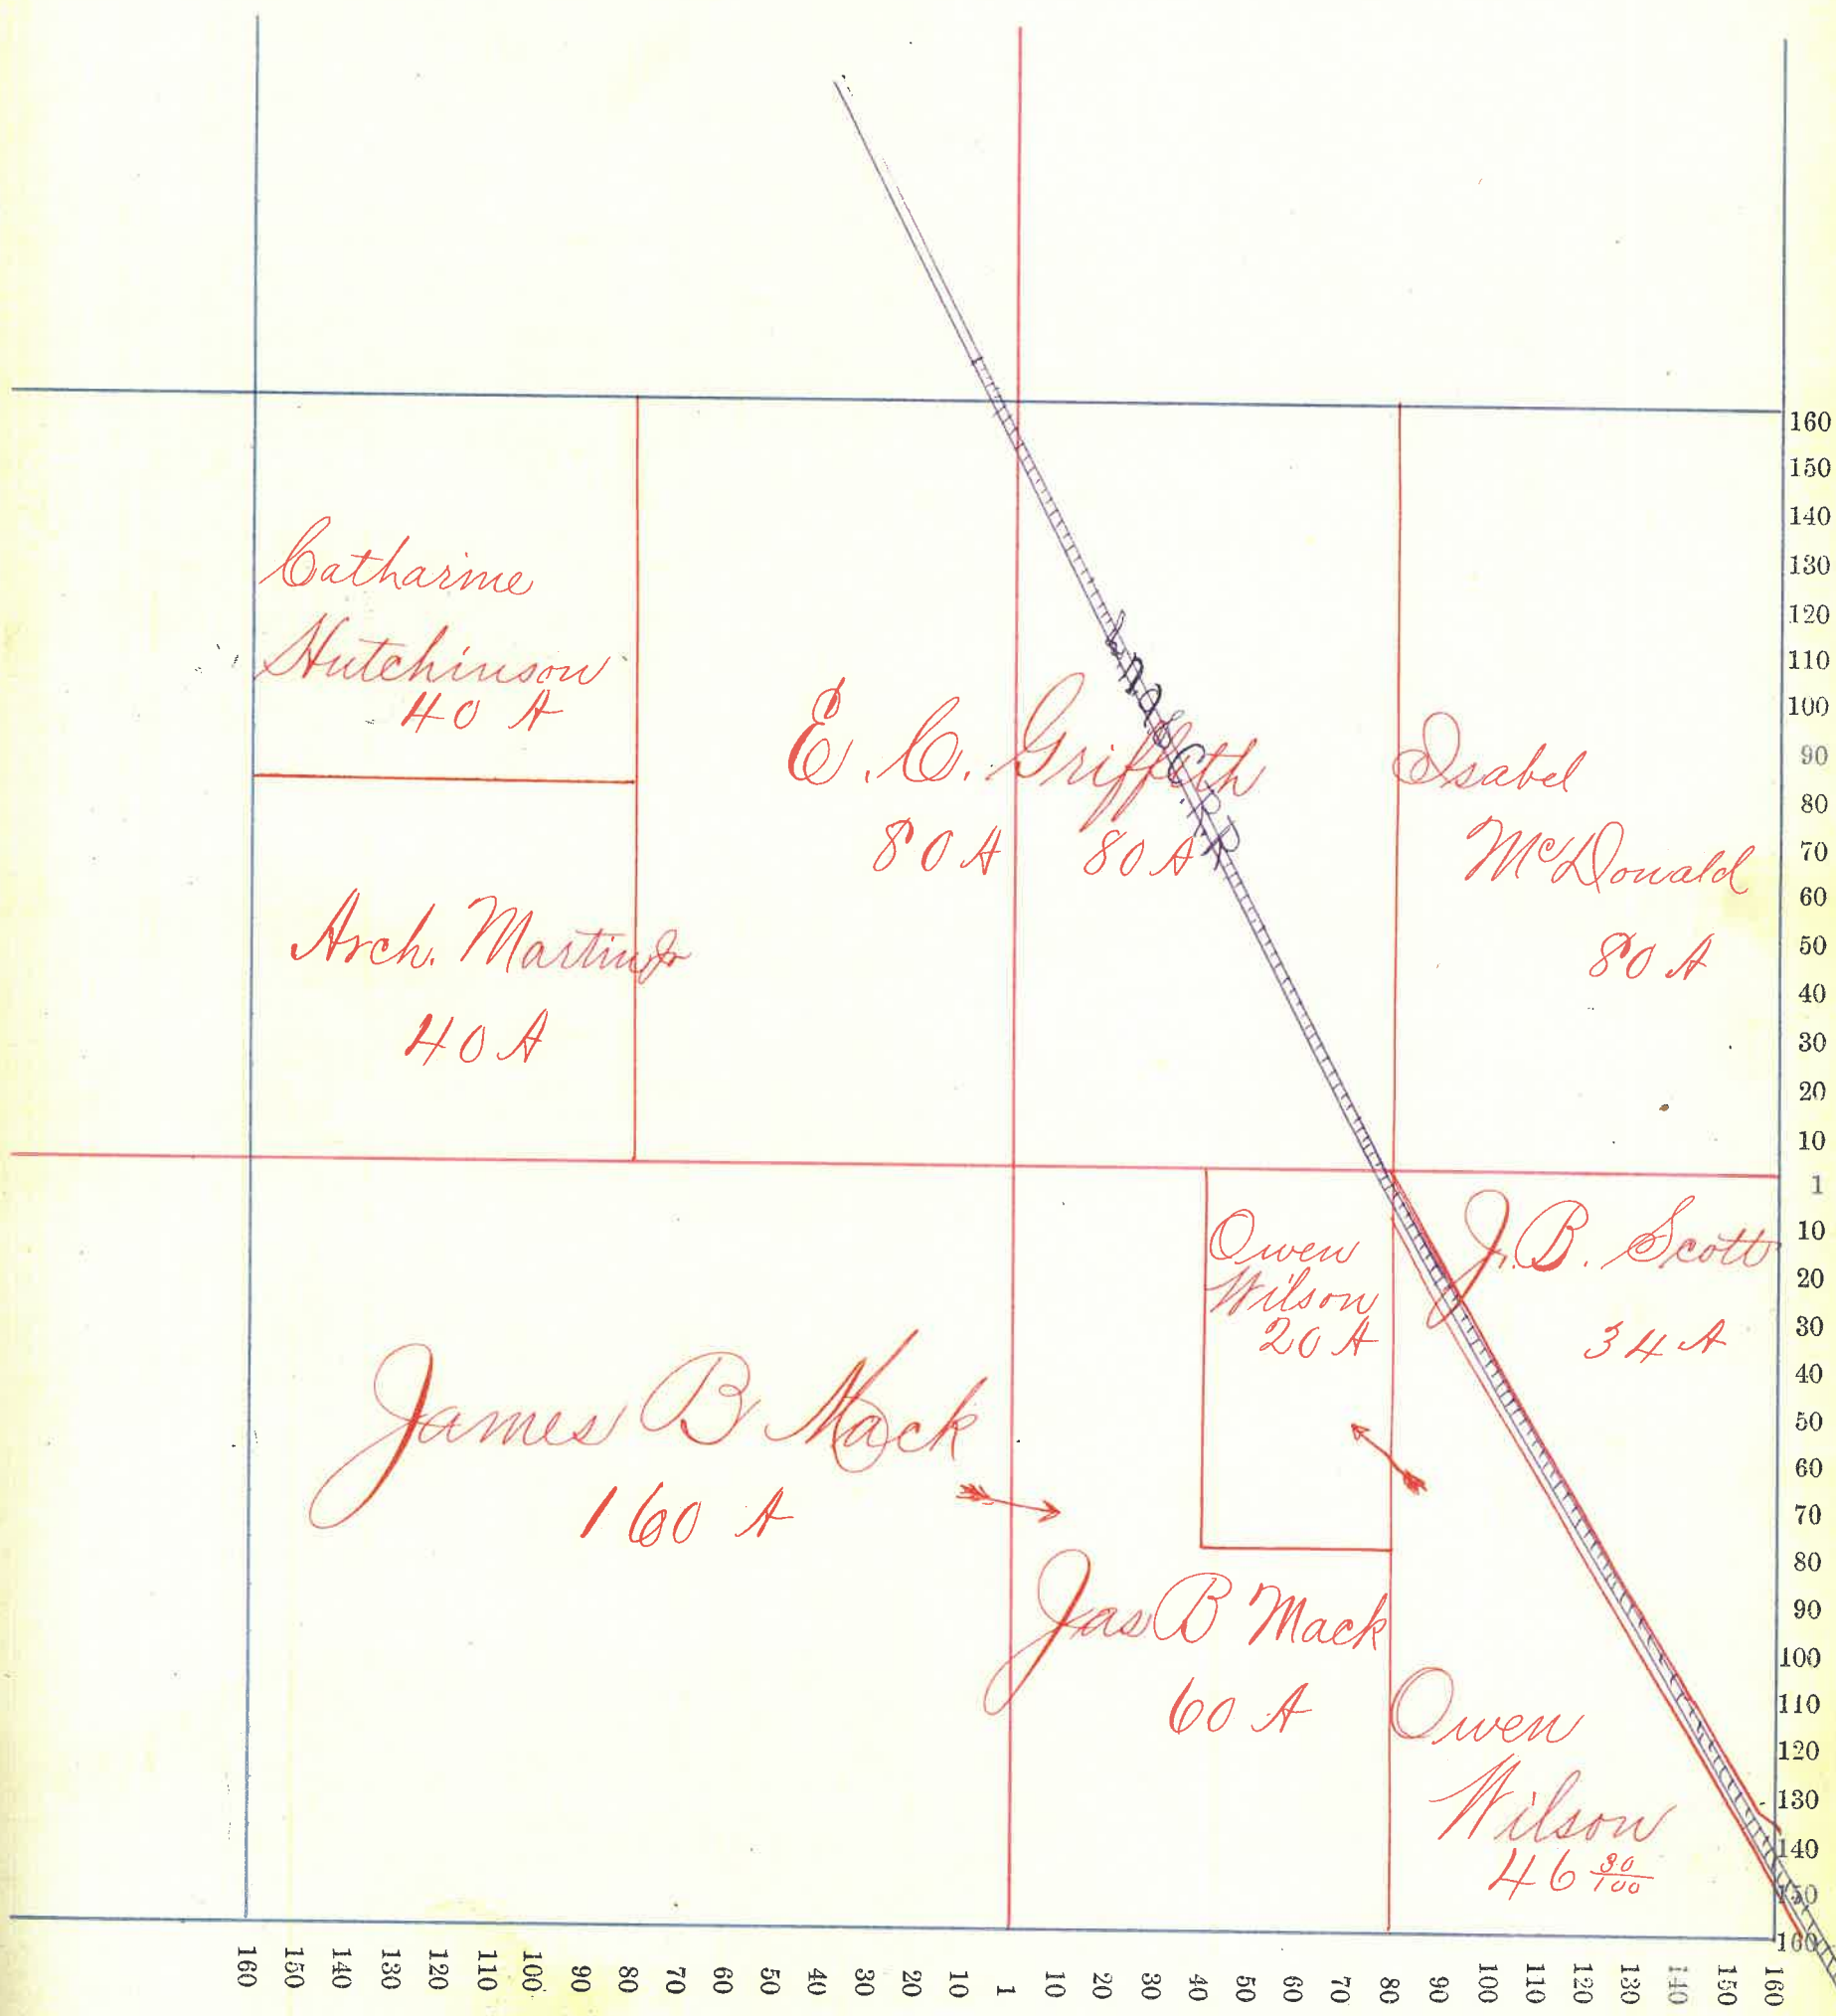 Catharine
Hutchinson
40 A
Arch. Martin Jr
40 A
E. C. Griffith
80 A 80 A
Isabel
McDonald
80 A
C R R
James B Mack
160 A
Owen
Wilson
20 A
J. B. Scott
34 A
Jas B Mack
60 A
Owen
Wilson
46 30/100
160
150
140
130
120
110
100
90
80
70
60
50
40
30
20
10
1
10
20
30
40
50
60
70
80
90
100
110
120
130
140
150
160
160 150 140 130 120 110 100 90 80 70 60 50 40 30 20 10 1 10 20 30 40 50 60 70 80 90 100 110 120 130 140 150 160